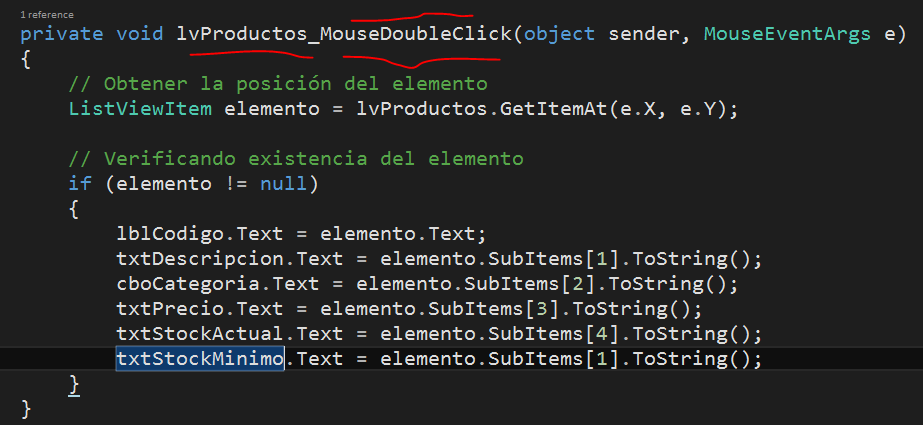 1 reference
private void lvProductos_MouseDoubleClick(object sender, MouseEventArgs e)
{
// Obtener la posición del elemento
ListViewItem elemento = lvProductos.GetItemAt(e.X, e.Y);
// Verificando existencia del elemento
if (elemento != null)
{
lblCodigo.Text = elemento.Text;
txtDescripcion.Text = elemento.SubItems[1].ToString();
cboCategoria.Text = elemento.SubItems[2].ToString();
txtPrecio.Text = elemento.SubItems[3].ToString();
txtStockActual.Text = elemento.SubItems[4].ToString();
txtStockMinimo.Text = elemento.SubItems[1].ToString();
}
}